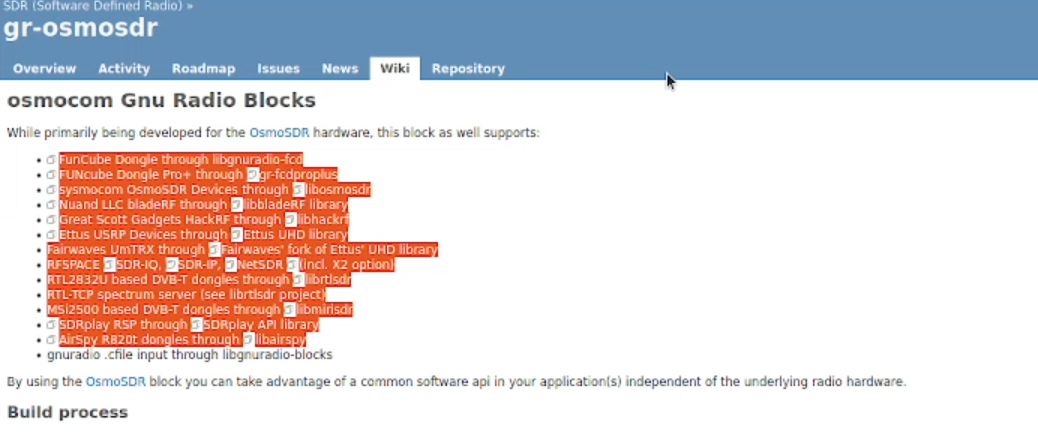 SDR (Software Defined Radio) »
gr-osmosdr
Overview Activity Roadmap Issues News Wiki Repository
osmocom Gnu Radio Blocks
While primarily being developed for the OsmoSDR hardware, this block as well supports:
• FunCube Dongle through libgnuradio-fcd
• FUNcube Dongle Pro+ through gr-fcdproplus
• sysmocom OsmoSDR Devices through libosmosdr
• Nuand LLC bladeRF through libbladeRF library
• Great Scott Gadgets HackRF through libhackrf
• Ettus USRP Devices through Ettus UHD library
• Fairwaves UmTRX through Fairwaves' fork of Ettus' UHD library
• RFSPACE SDR-IQ, SDR-IP, NetSDR (incl. X2 option)
• RTL2832U based DVB-T dongles through librtlsdr
• RTL-TCP spectrum server (see librtlsdr project)
• MSi2500 based DVB-T dongles through libmirisdr
• SDRplay RSP through SDRplay API library
• AirSpy R820t dongles through libairspy
• gnuradio .cfile input through libgnuradio-blocks
By using the OsmoSDR block you can take advantage of a common software api in your application(s) independent of the underlying radio hardware.
Build process